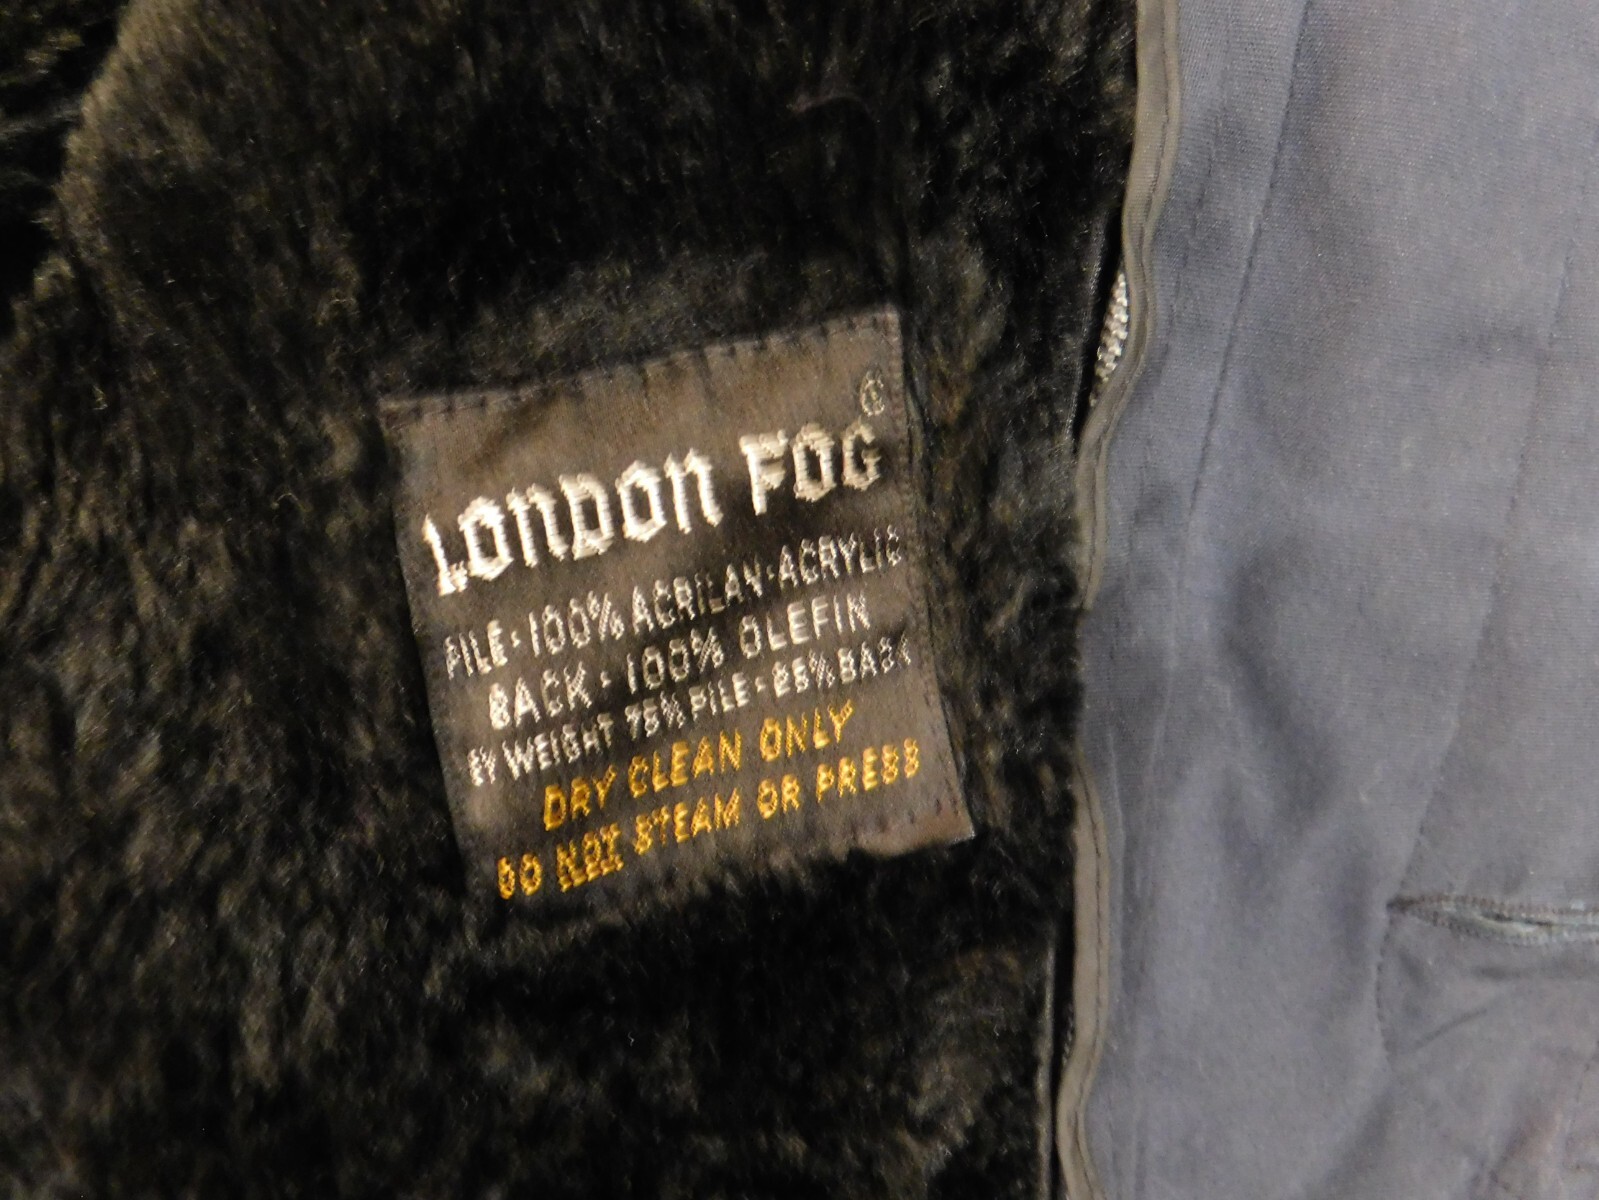 LONDON FOG®
PILE·100% ACRILAN·ACRYLIC
BACK·100% OLEFIN
BY WEIGHT 75% PILE·25% BACK
DRY CLEAN ONLY
DO NOT STEAM OR PRESS